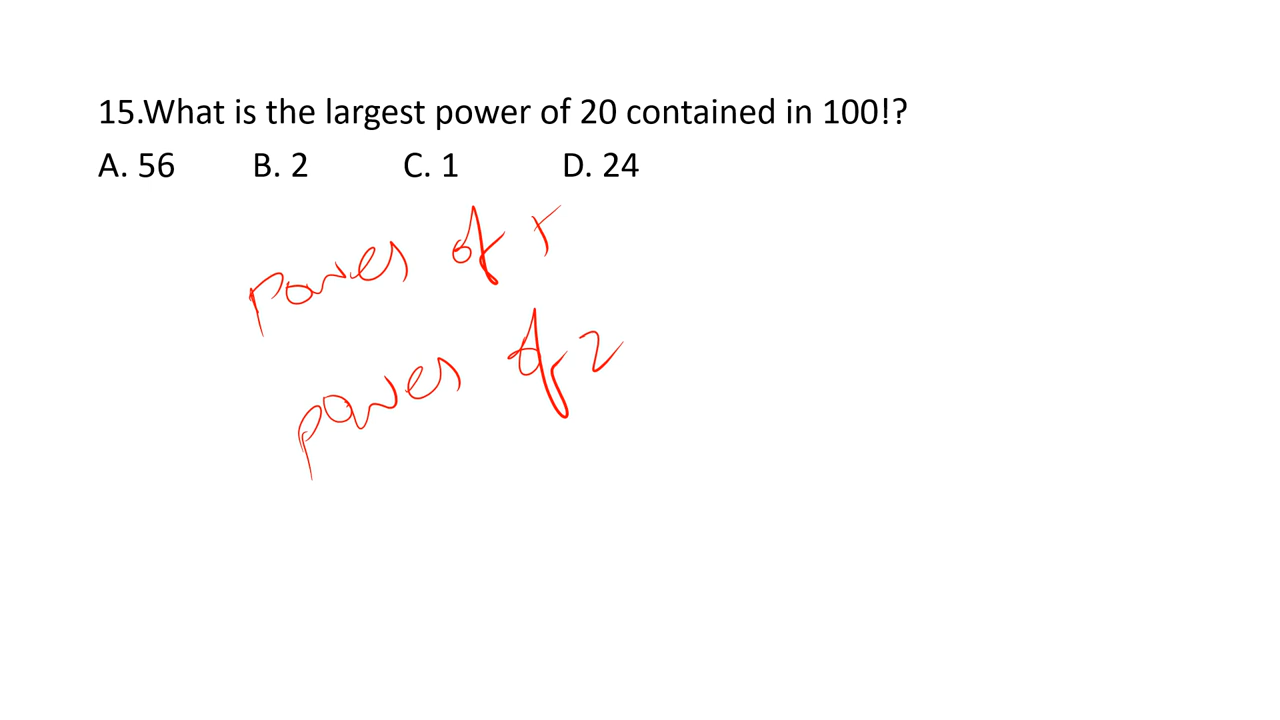 15.What is the largest power of 20 contained in 100!?
A. 56 B. 2 C. 1 D. 24
power of 5
power of 2